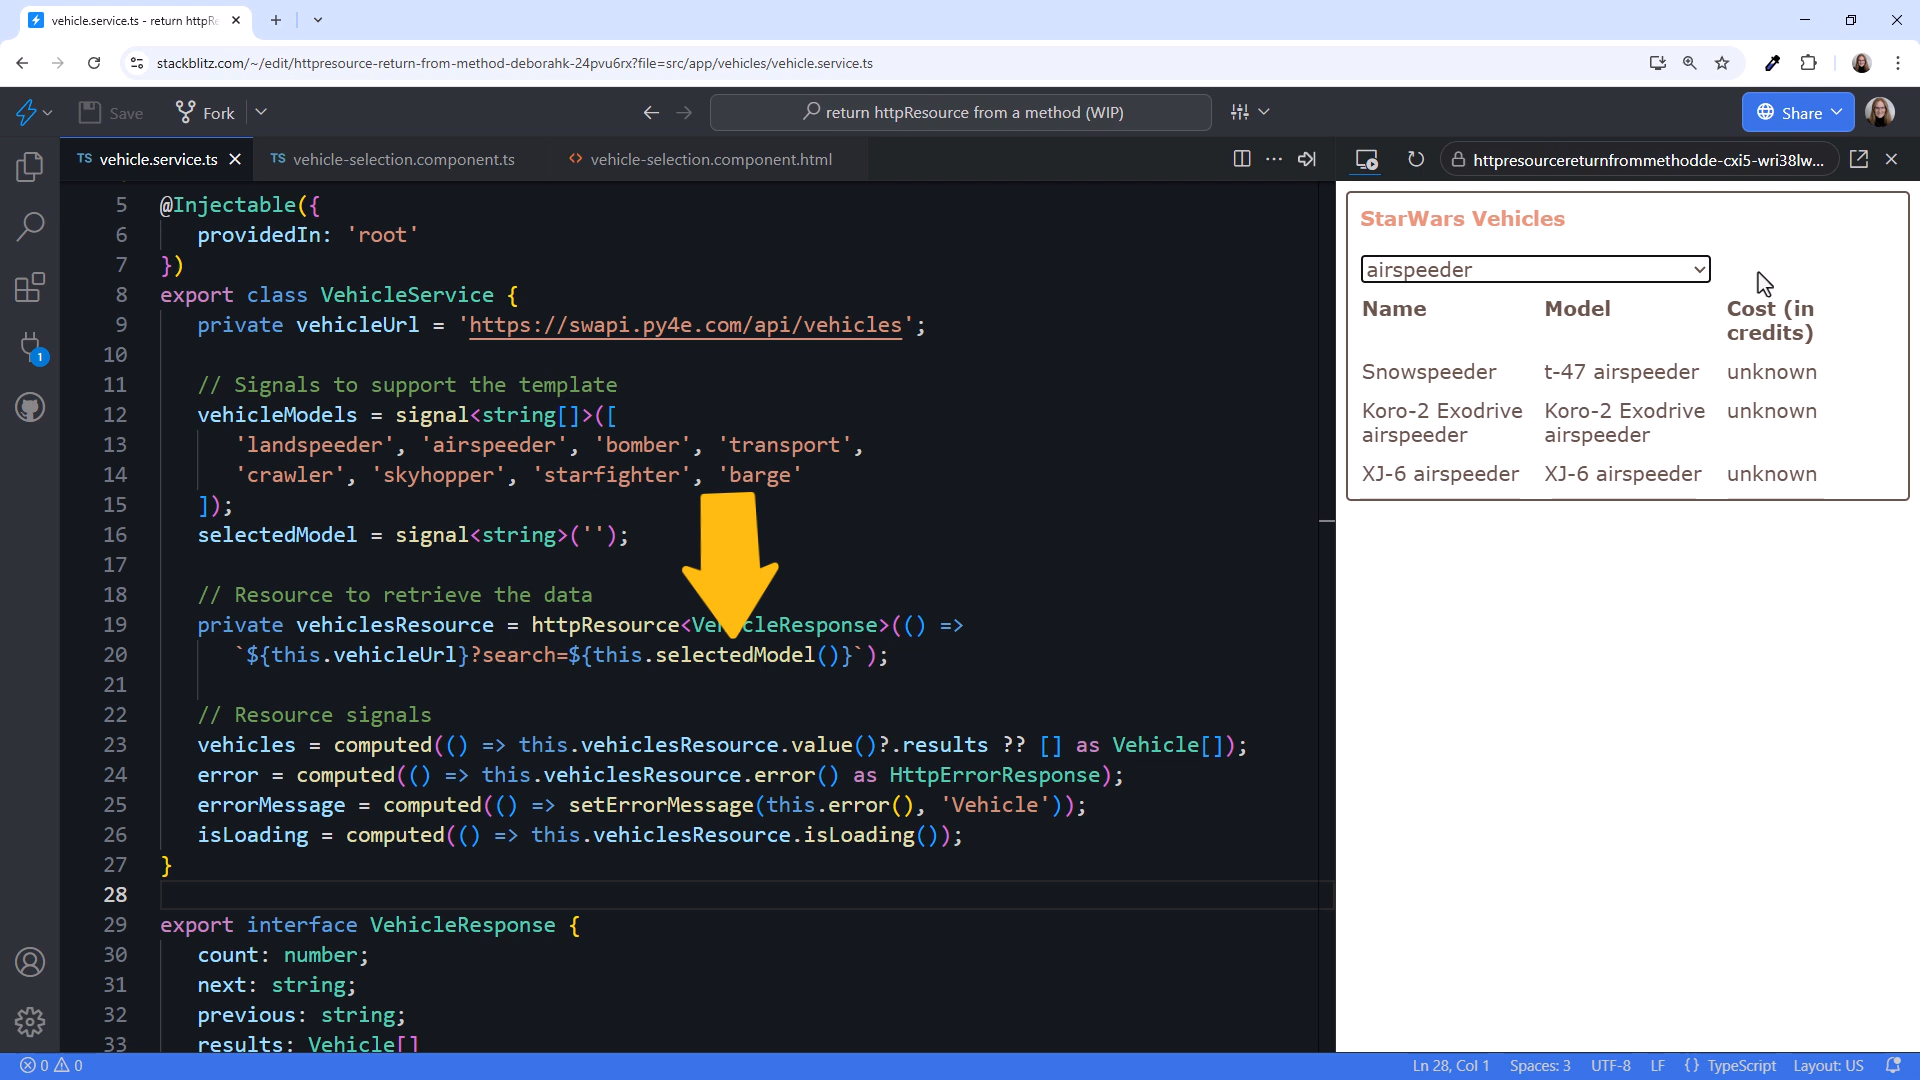 vehicle.service.ts - return httpRe
stackblitz.com/~/edit/httpresource-return-from-method-deborahk-24pvu6rx?file=src/app/vehicles/vehicle.service.ts
Save
Fork
return httpResource from a method (WIP)
Share
TS vehicle.service.ts
TS vehicle-selection.component.ts
<> vehicle-selection.component.html
httpresourcereturnfrommethodde-cxi5-wri38lw...
1
5 @Injectable({
6 providedIn: 'root'
7 })
8 export class VehicleService {
9 private vehicleUrl = 'https://swapi.py4e.com/api/vehicles';
10
11 // Signals to support the template
12 vehicleModels = signal<string[]>([
13 'landspeeder', 'airspeeder', 'bomber', 'transport',
14 'crawler', 'skyhopper', 'starfighter', 'barge'
15 ]);
16 selectedModel = signal<string>('');
17
18 // Resource to retrieve the data
19 private vehiclesResource = httpResource<VehicleResponse>(() =>
20 `${this.vehicleUrl}?search=${this.selectedModel()}`);
21
22 // Resource signals
23 vehicles = computed(() => this.vehiclesResource.value()?.results ?? [] as Vehicle[]);
24 error = computed(() => this.vehiclesResource.error() as HttpErrorResponse);
25 errorMessage = computed(() => setErrorMessage(this.error(), 'Vehicle'));
26 isLoading = computed(() => this.vehiclesResource.isLoading());
27 }
28
29 export interface VehicleResponse {
30 count: number;
31 next: string;
32 previous: string;
33 results: Vehicle[]
StarWars Vehicles
airspeeder
Name Model Cost (in
credits)
Snowspeeder t-47 airspeeder unknown
Koro-2 Exodrive Koro-2 Exodrive unknown
airspeeder airspeeder
XJ-6 airspeeder XJ-6 airspeeder unknown
0 0
Ln 28, Col 1 Spaces: 3 UTF-8 LF {} TypeScript Layout: US